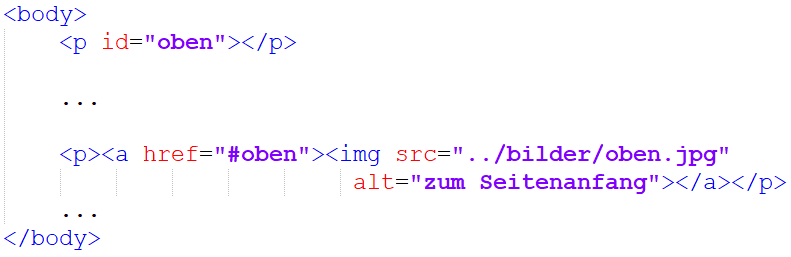 <body>
<p id="oben"></p>
...
<p><a href="#oben"><img src="../bilder/oben.jpg"
alt="zum Seitenanfang"></a></p>
...
</body>